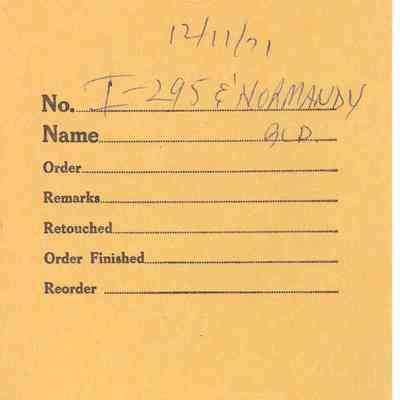 12/11/71
No. I-295 & NORMANDY
Name BLD.
Order
Remarks
Retouched
Order Finished
Reorder